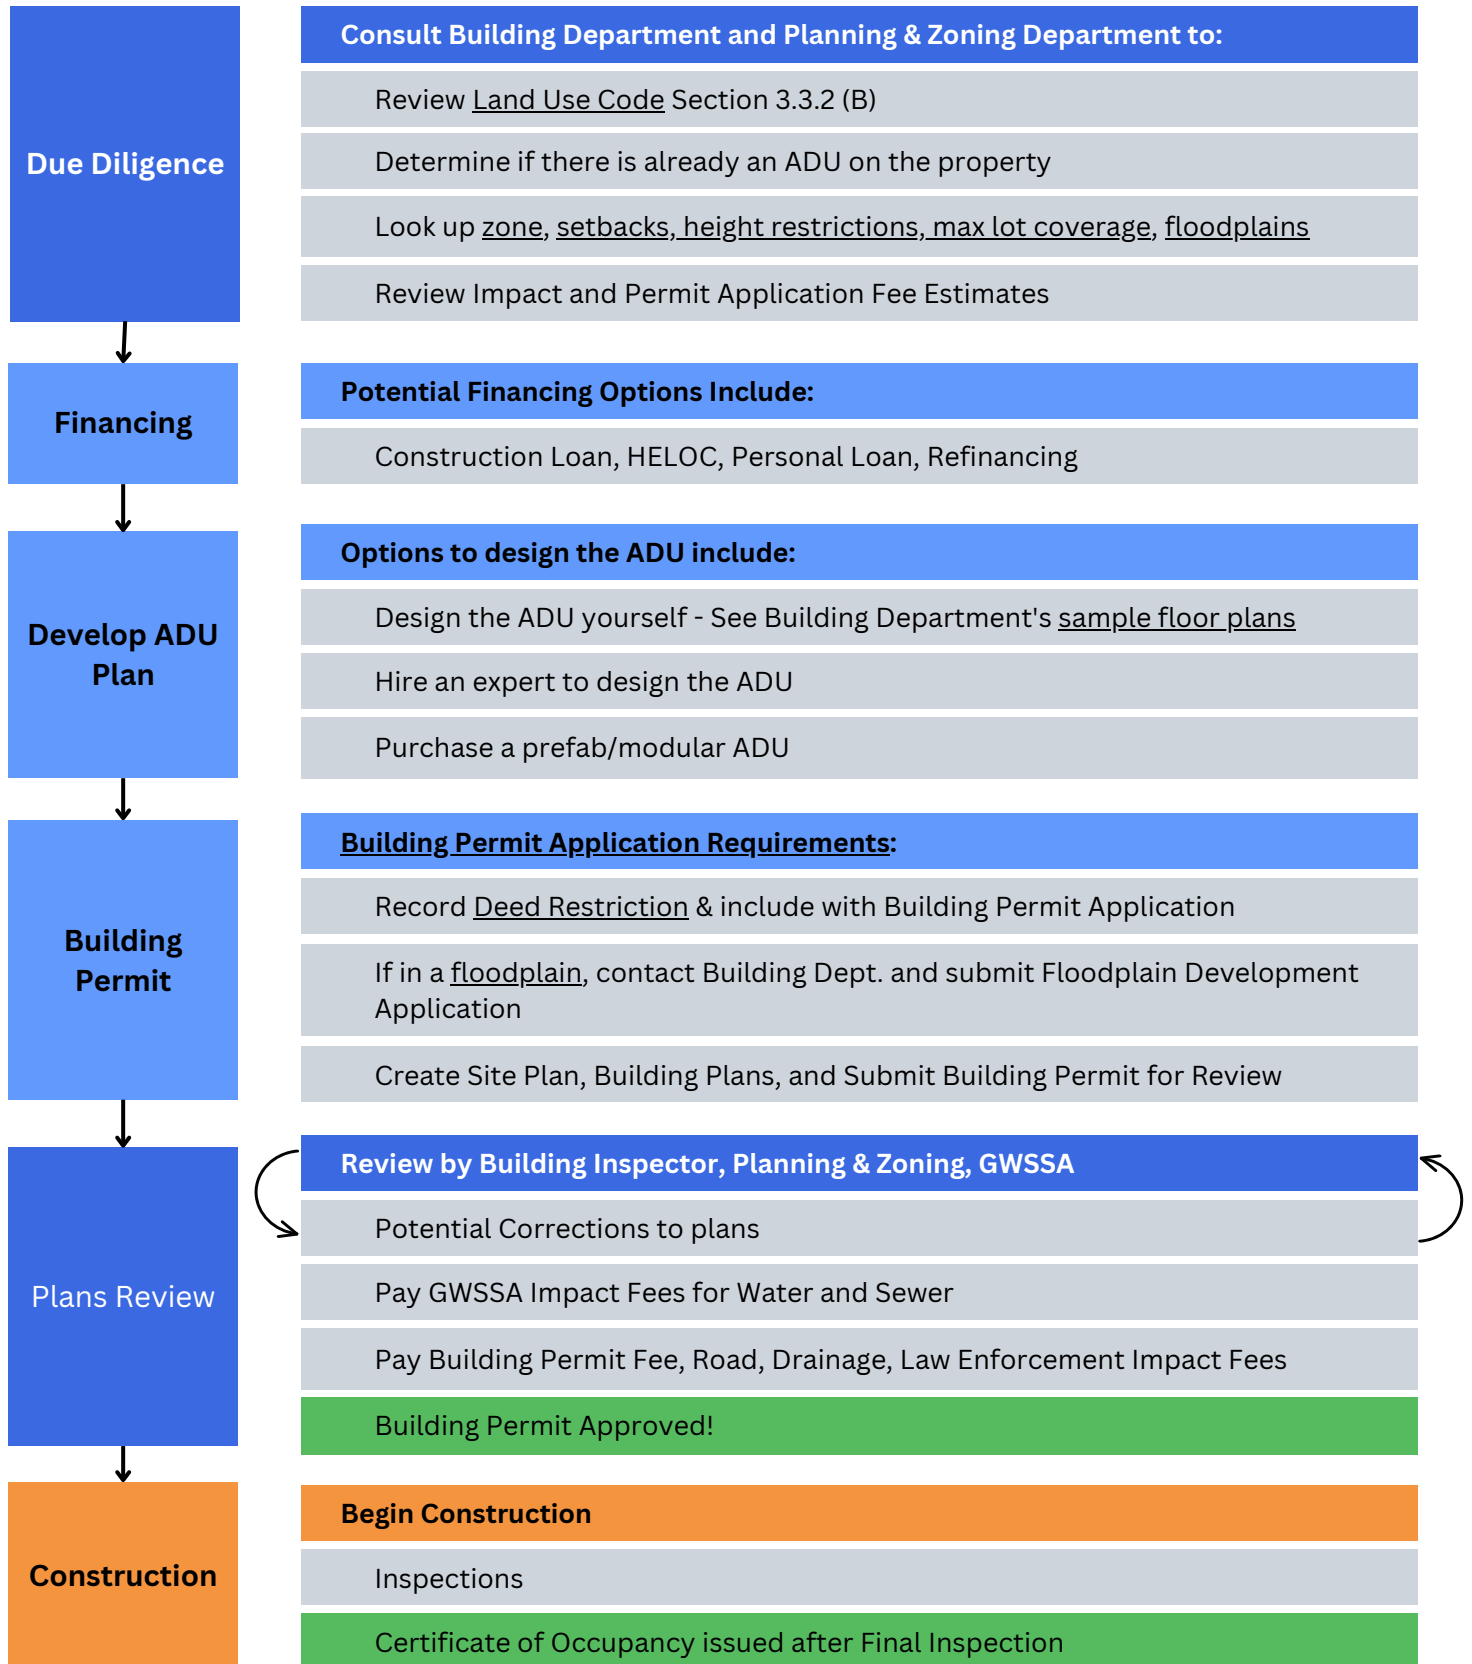 Due Diligence
Consult Building Department and Planning & Zoning Department to:
Review Land Use Code Section 3.3.2 (B)
Determine if there is already an ADU on the property
Look up zone, setbacks, height restrictions, max lot coverage, floodplains
Review Impact and Permit Application Fee Estimates
Financing
Potential Financing Options Include:
Construction Loan, HELOC, Personal Loan, Refinancing
Develop ADU
Plan
Options to design the ADU include:
Design the ADU yourself - See Building Department's sample floor plans
Hire an expert to design the ADU
Purchase a prefab/modular ADU
Building
Permit
Building Permit Application Requirements:
Record Deed Restriction & include with Building Permit Application
If in a floodplain, contact Building Dept. and submit Floodplain Development
Application
Create Site Plan, Building Plans, and Submit Building Permit for Review
Plans Review
Review by Building Inspector, Planning & Zoning, GWSSA
Potential Corrections to plans
Pay GWSSA Impact Fees for Water and Sewer
Pay Building Permit Fee, Road, Drainage, Law Enforcement Impact Fees
Building Permit Approved!
Construction
Begin Construction
Inspections
Certificate of Occupancy issued after Final Inspection